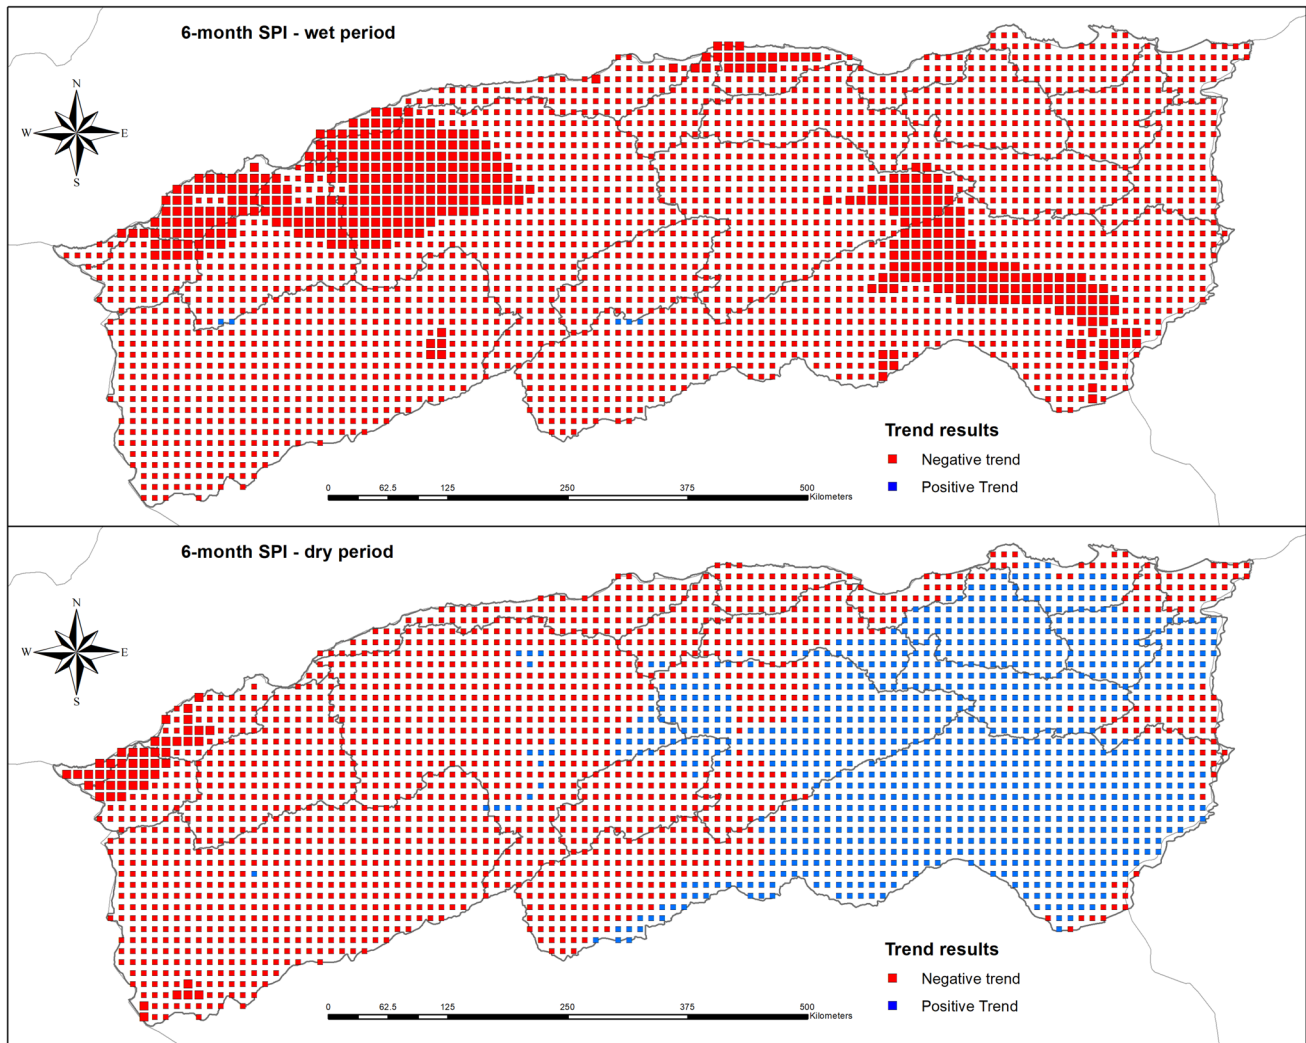 6-month SPI - wet period
N
W E
S
Trend results
Negative trend
Positive Trend
0 62.5 125 250 375 500
Kilometers
6-month SPI - dry period
N
W E
S
Trend results
Negative trend
Positive Trend
0 62.5 125 250 375 500
Kilometers